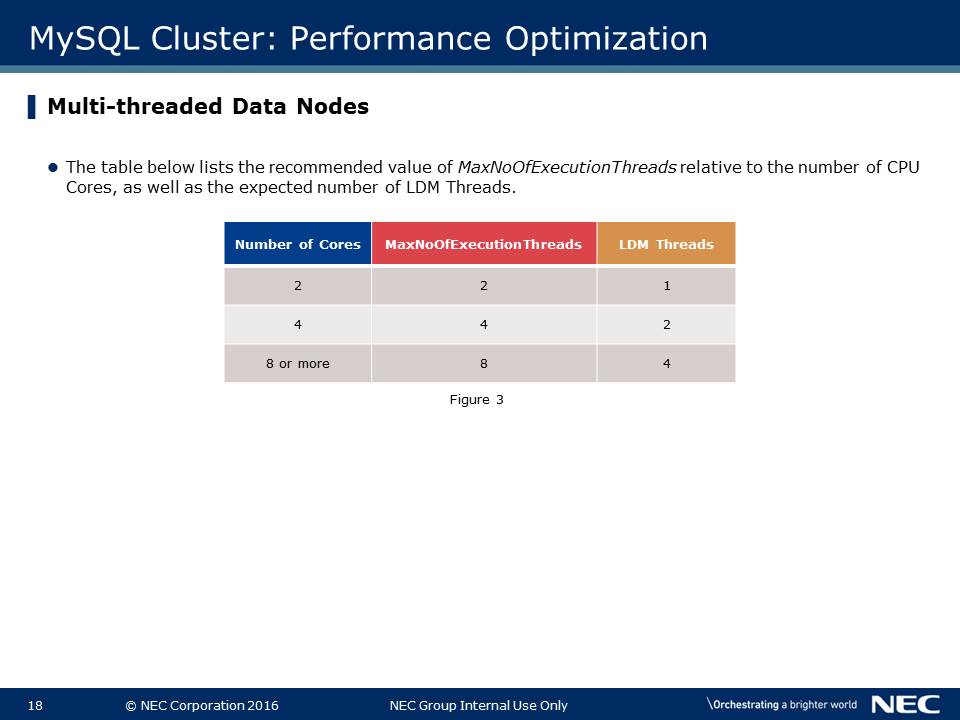 MySQL Cluster: Performance Optimization
Multi-threaded Data Nodes
The table below lists the recommended value of MaxNoOfExecutionThreads relative to the number of CPU
Cores, as well as the expected number of LDM Threads.
Number of Cores MaxNoOfExecutionThreads LDM Threads
2 2 1
4 4 2
8 or more 8 4
Figure 3
18 © NEC Corporation 2016 NEC Group Internal Use Only \Orchestrating a brighter world NEC